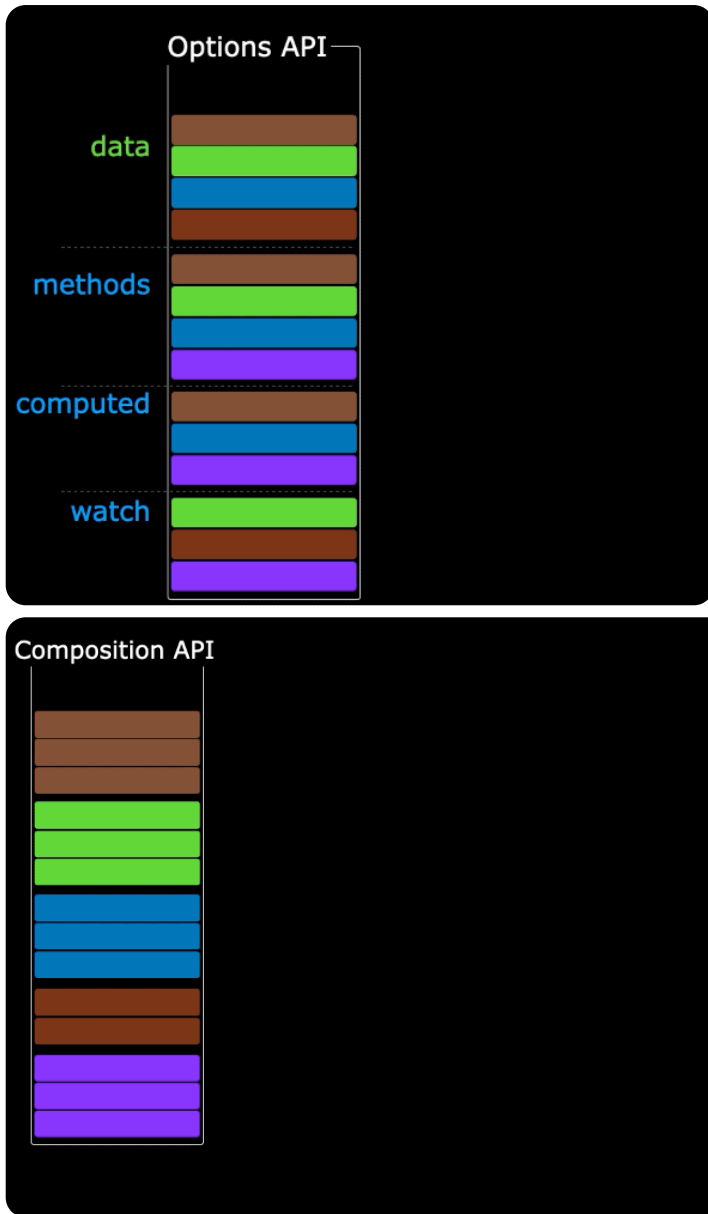 Options API
data
methods
computed
watch
Composition API